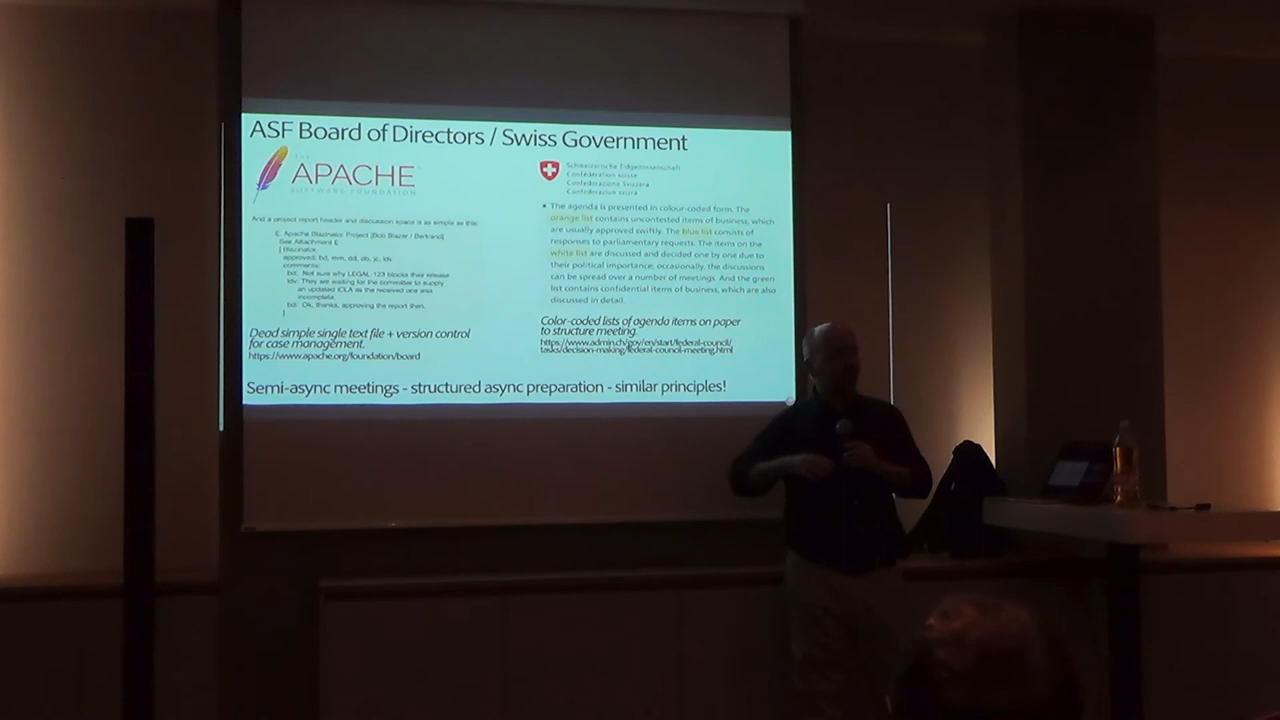 ASF Board of Directors / Swiss Government
THE
APACHE
SOFTWARE FOUNDATION
And a project report header and discussion space is as simple as this:
E. Apache Blazinator Project [Bob Blazer / Bertrand]
See Attachment E
[ Blazinator.
approved: bd, mm, dd, db, jc, ldv
comments:
bd: Not sure why LEGAL-123 blocks their release
ldv: They are waiting for the committer to supply
an updated ICLA as the received one was
incomplete.
bd: Ok, thanks, approving the report then.
]
Dead simple single text file + version control
for case management.
https://www.apache.org/foundation/board
Schweizerische Eidgenossenschaft
Confédération suisse
Confederazione Svizzera
Confederaziun svizra
▪ The agenda is presented in colour-coded form. The
orange list contains uncontested items of business, which
are usually approved swiftly. The blue list consists of
responses to parliamentary requests. The items on the
white list are discussed and decided one by one due to
their political importance; occasionally, the discussions
can be spread over a number of meetings. And the green
list contains confidential items of business, which are also
discussed in detail.
Color-coded lists of agenda items on paper
to structure meeting.
https://www.admin.ch/gov/en/start/federal-council/
tasks/decision-making/federal-council-meeting.html
Semi-async meetings - structured async preparation - similar principles!